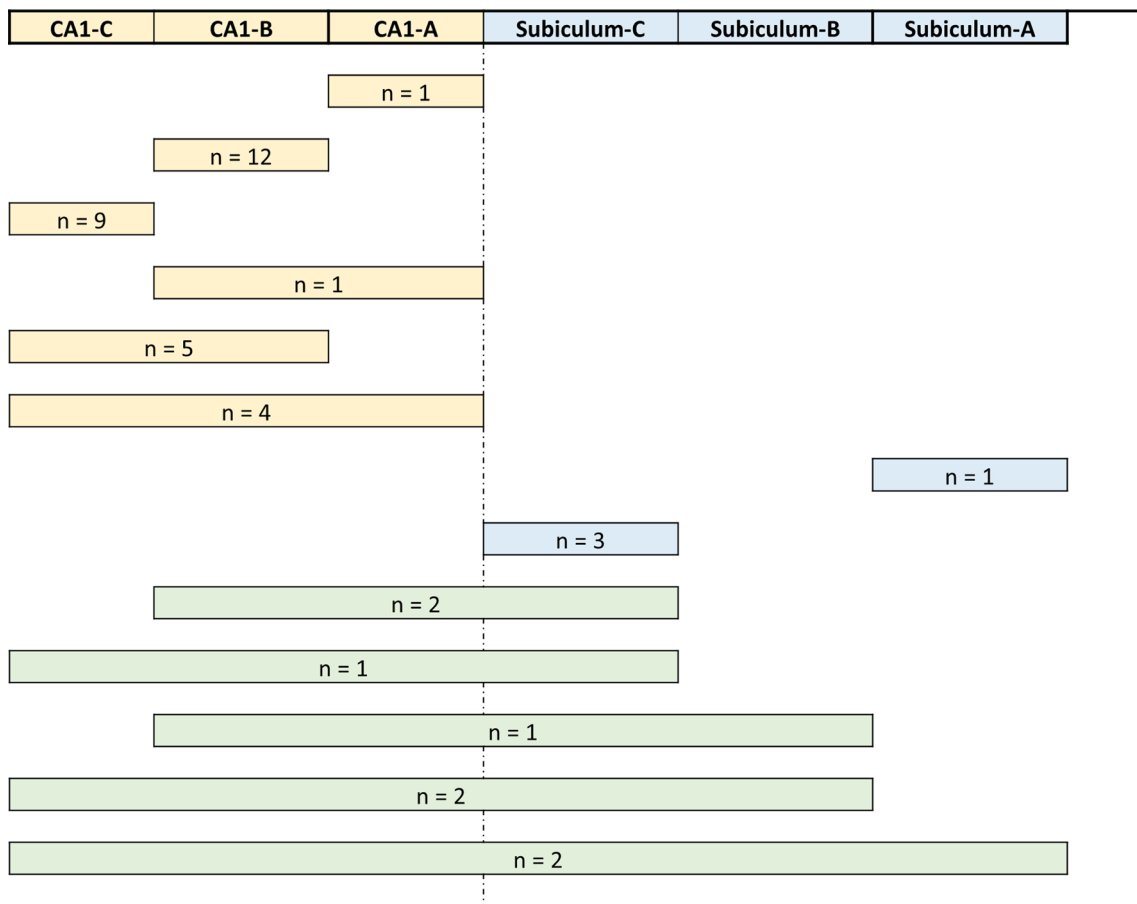 CA1-C CA1-B CA1-A Subiculum-C Subiculum-B Subiculum-A
n = 1
n = 12
n = 9
n = 1
n = 5
n = 4
n = 1
n = 3
n = 2
n = 1
n = 1
n = 2
n = 2